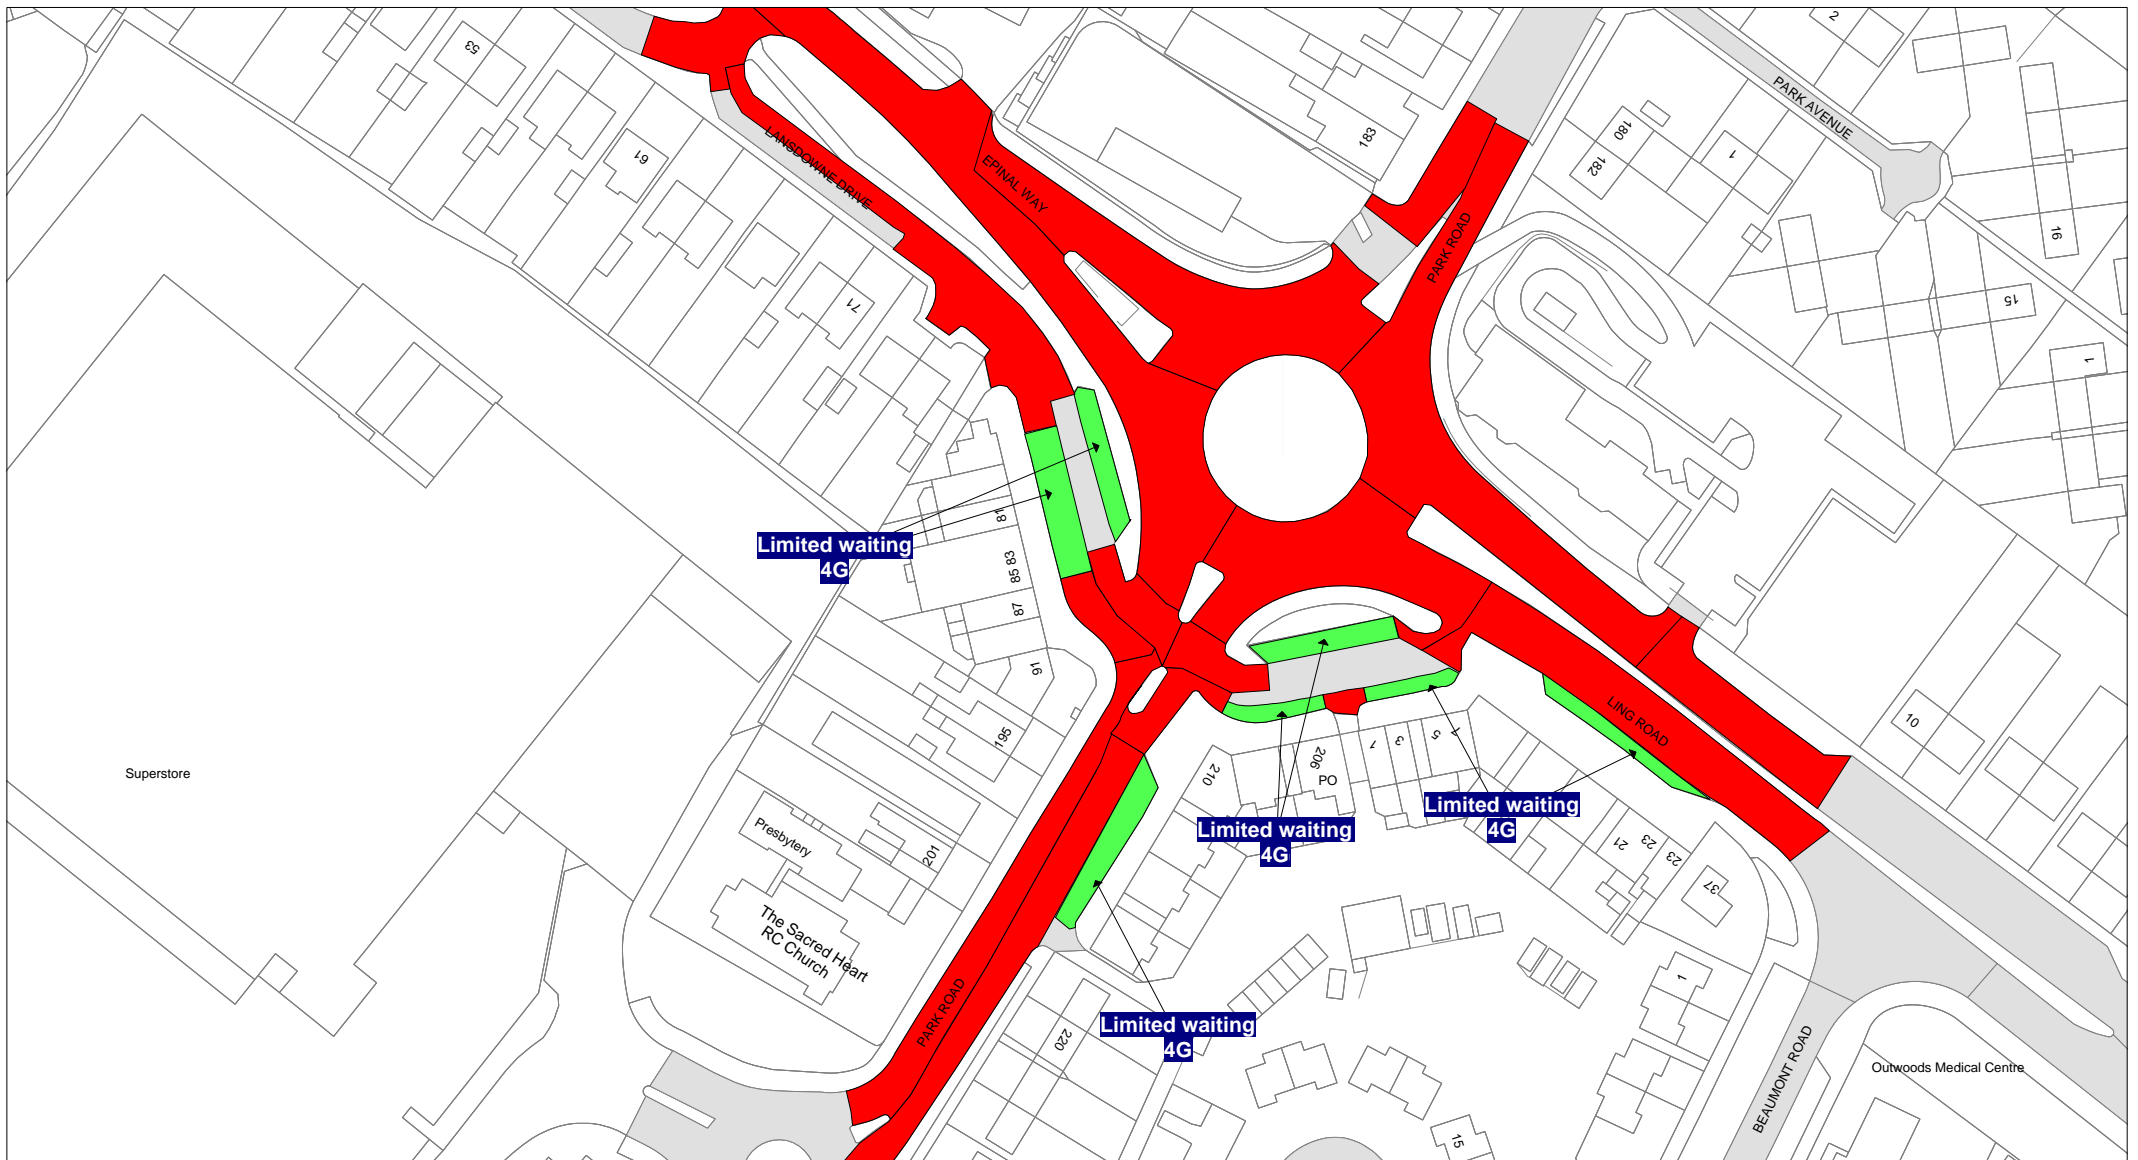 2
53
PARK AVENUE
180
183
1
LANSDOWNE DRIVE
61
182
EPINAL WAY
16
PARK ROAD
71
15
1
81
Limited waiting
4G
85 83
87
91
10
LING ROAD
195
206
1
3
5
7
PO
210
Superstore
Limited waiting
4G
Limited waiting
4G
Presbytery
201
21
23
23
37
The Sacred Heart
RC Church
1
PARK ROAD
Limited waiting
4G
220
Outwoods Medical Centre
BEAUMONT ROAD
15